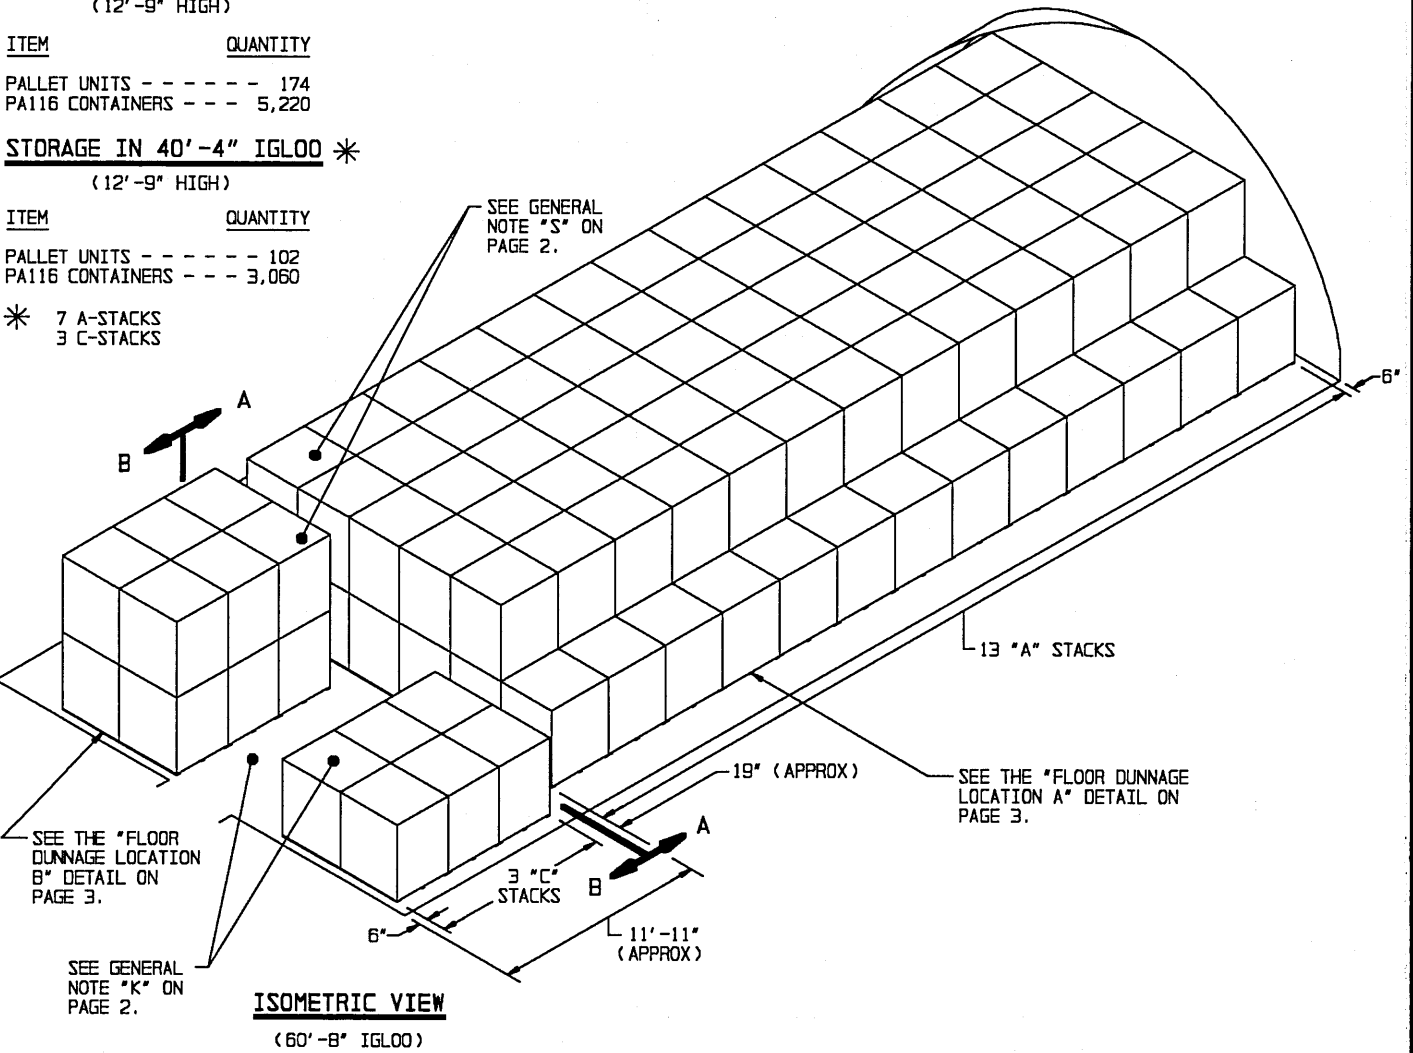 (12'-9" HIGH)
ITEM QUANTITY
PALLET UNITS - - - - - - 174
PA116 CONTAINERS - - - 5,220
STORAGE IN 40'-4" IGLOO *
(12'-9" HIGH)
ITEM QUANTITY
PALLET UNITS - - - - - - 102
PA116 CONTAINERS - - - 3,060
* 7 A-STACKS
3 C-STACKS
SEE GENERAL
NOTE "S" ON
PAGE 2.
A
B
6"
13 "A" STACKS
19" (APPROX)
SEE THE "FLOOR DUNNAGE
LOCATION A" DETAIL ON
PAGE 3.
SEE THE "FLOOR
DUNNAGE LOCATION
B" DETAIL ON
PAGE 3.
A
B
3 "C"
STACKS
6"
11'-11"
(APPROX)
SEE GENERAL
NOTE "K" ON
PAGE 2.
ISOMETRIC VIEW
(60'-8" IGLOO)